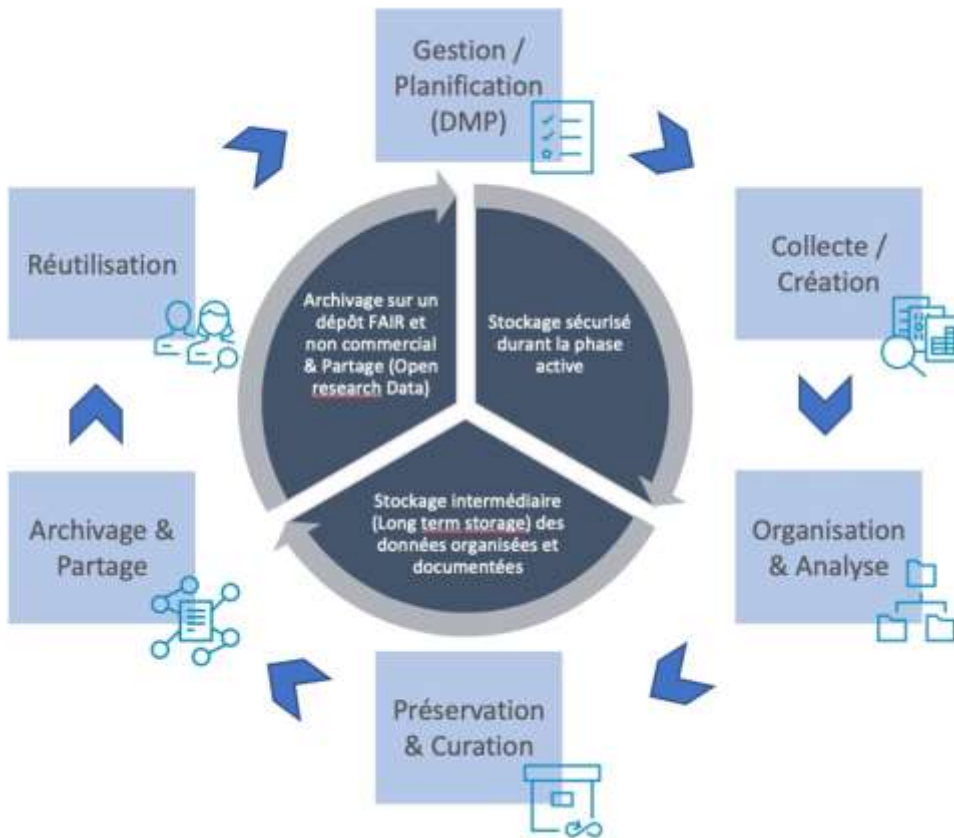 Gestion /
Planification
(DMP)
Collecte /
Création
Organisation
& Analyse
Préservation
& Curation
Archivage &
Partage
Réutilisation
Stockage sécurisé
durant la phase
active
Stockage intermédiaire
(Long term storage) des
données organisées et
documentées
Archivage sur un
dépôt FAIR et
non commercial
& Partage (Open
research Data)